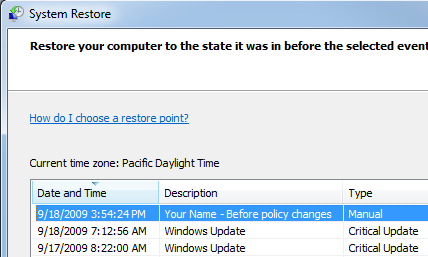 System Restore
Restore your computer to the state it was in before the selected event
How do I choose a restore point?
Current time zone: Pacific Daylight Time
Date and Time Description Type
9/18/2009 3:54:24 PM Your Name - Before policy changes Manual
9/18/2009 7:12:56 AM Windows Update Critical Update
9/17/2009 8:22:00 AM Windows Update Critical Update